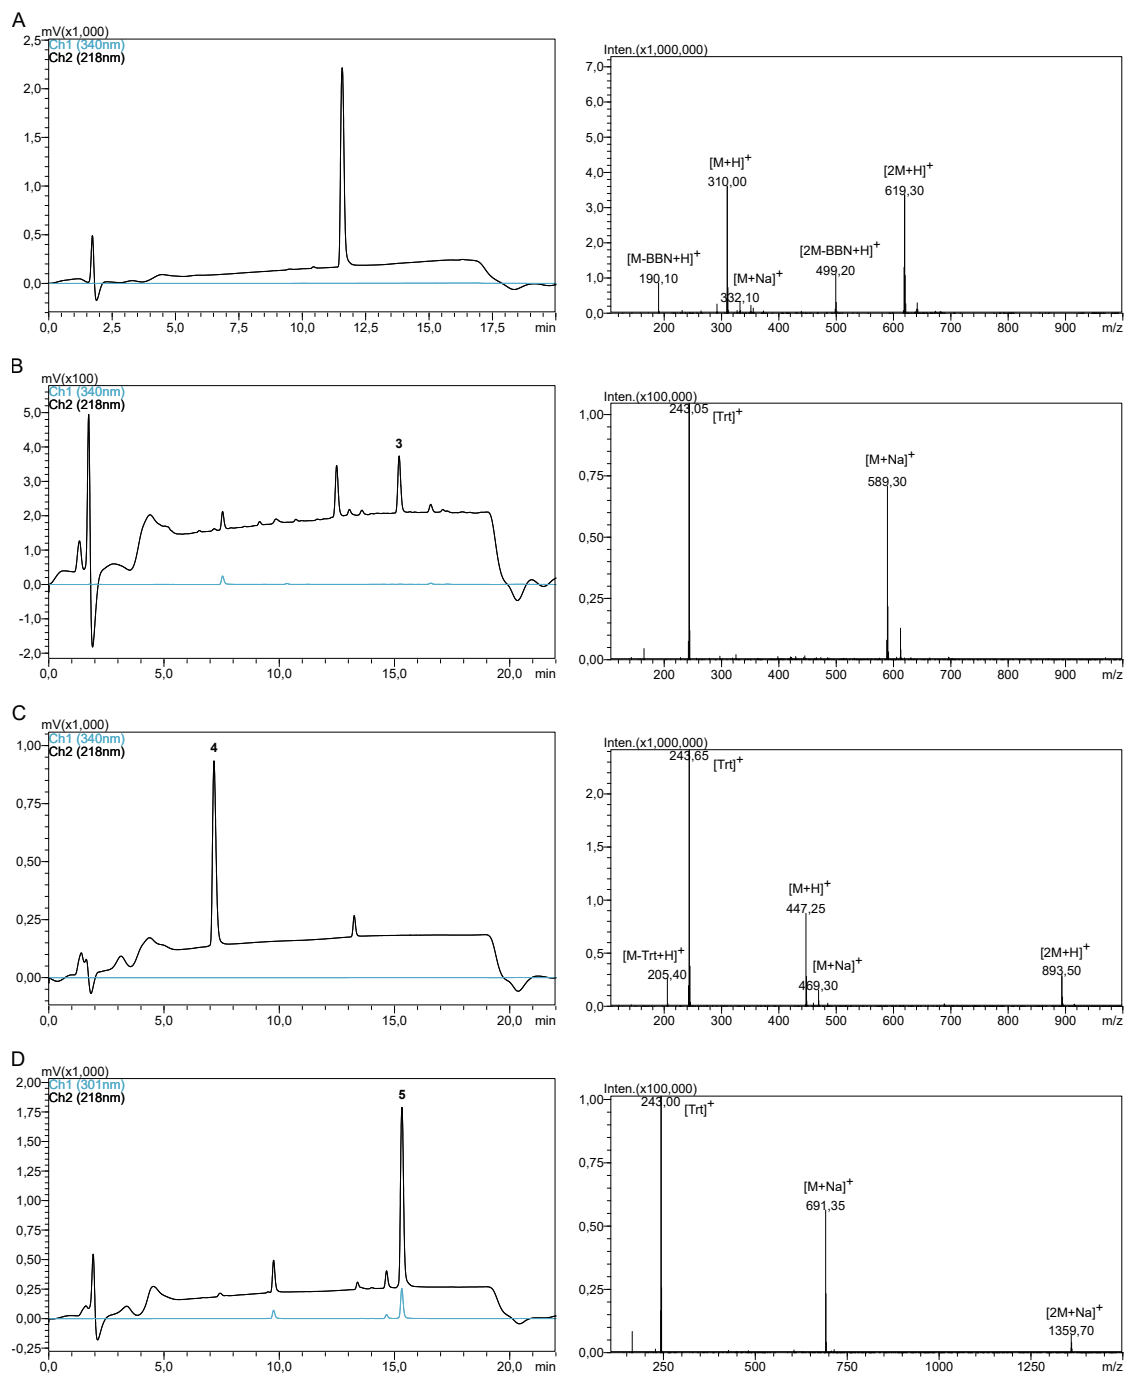 A
mV(x1,000)
Ch1 (340nm)
Ch2 (218nm)
2,5
2,0
1,5
1,0
0,5
0,0
0,0 2,5 5,0 7,5 10,0 12,5 15,0 17,5 min
Inten.(x1,000,000)
7,0
6,0
5,0
4,0
3,0
2,0
1,0
0,0
[M+H]+
310,00
[2M+H]+
619,30
[M-BBN+H]+
190,10
[M+Na]+
332,10
[2M-BBN+H]+
499,20
200 300 400 500 600 700 800 900 m/z
B
mV(x100)
Ch1 (340nm)
Ch2 (218nm)
5,0
4,0
3,0
2,0
1,0
0,0
-1,0
-2,0
3
0,0 5,0 10,0 15,0 20,0 min
Inten.(x100,000)
1,00
0,75
0,50
0,25
0,00
243,05
[Trt]+
[M+Na]+
589,30
200 300 400 500 600 700 800 900 m/z
C
mV(x1,000)
Ch1 (340nm)
Ch2 (218nm)
1,00
0,75
0,50
0,25
0,00
4
0,0 5,0 10,0 15,0 20,0 min
Inten.(x1,000,000)
2,0
1,5
1,0
0,5
0,0
243,65
[Trt]+
[M+H]+
447,25
[M-Trt+H]+
205,40
[M+Na]+
469,30
[2M+H]+
893,50
200 300 400 500 600 700 800 900 m/z
D
mV(x1,000)
Ch1 (301nm)
Ch2 (218nm)
2,00
1,75
1,50
1,25
1,00
0,75
0,50
0,25
0,00
-0,25
5
0,0 5,0 10,0 15,0 20,0 min
Inten.(x100,000)
1,00
0,75
0,50
0,25
0,00
243,00
[Trt]+
[M+Na]+
691,35
[2M+Na]+
1359,70
250 500 750 1000 1250 m/z